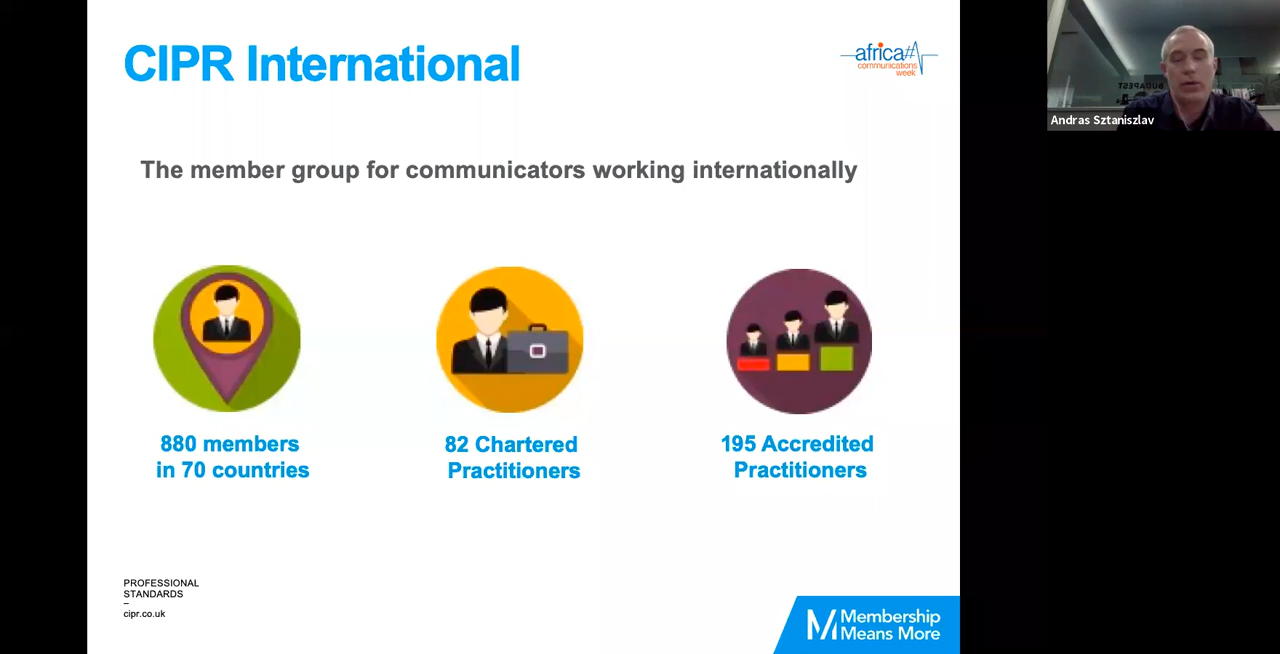 CIPR International
africa#
communications
week
The member group for communicators working internationally
880 members
in 70 countries
82 Chartered
Practitioners
195 Accredited
Practitioners
PROFESSIONAL
STANDARDS
–
cipr.co.uk
Membership
Means More
BUDAPEST
Andras Sztaniszlav